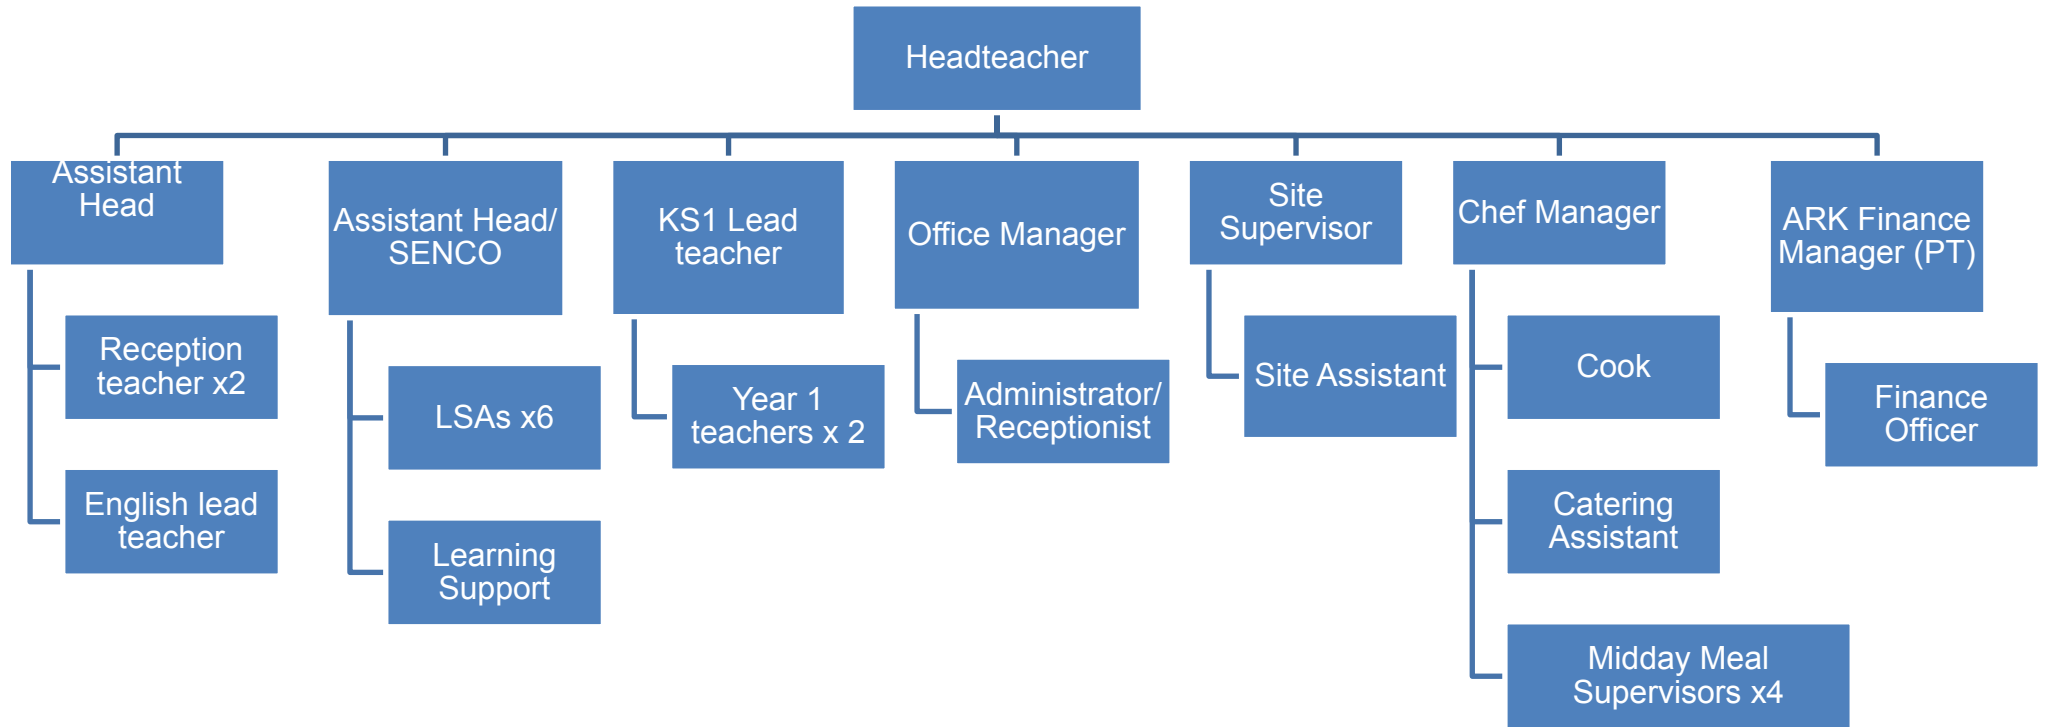 Headteacher
Assistant
Head
Reception
teacher x2
English lead
teacher
Assistant Head/
SENCO
LSAs x6
Learning
Support
KS1 Lead
teacher
Year 1
teachers x 2
Office Manager
Administrator/
Receptionist
Site
Supervisor
Site Assistant
Chef Manager
Cook
Catering
Assistant
Midday Meal
Supervisors x4
ARK Finance
Manager (PT)
Finance
Officer